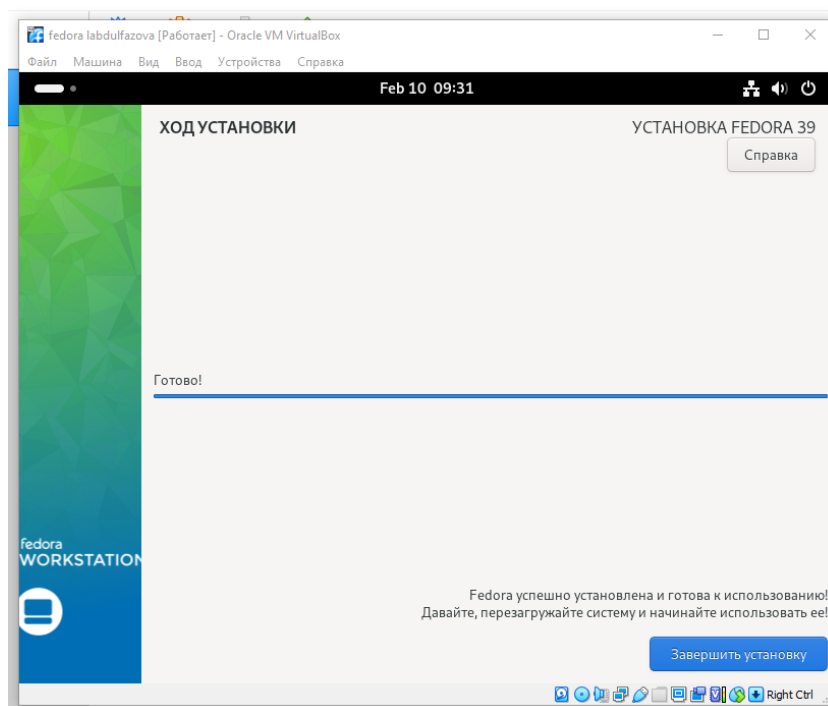 fedora labdulfazova [Работает] - Oracle VM VirtualBox
Файл Машина Вид Ввод Устройства Справка
Feb 10 09:31
ХОД УСТАНОВКИ
УСТАНОВКА FEDORA 39
Справка
Готово!
fedora
WORKSTATION
Fedora успешно установлена и готова к использованию!
Давайте, перезагружайте систему и начинайте использовать ее!
Завершить установку
Right Ctrl